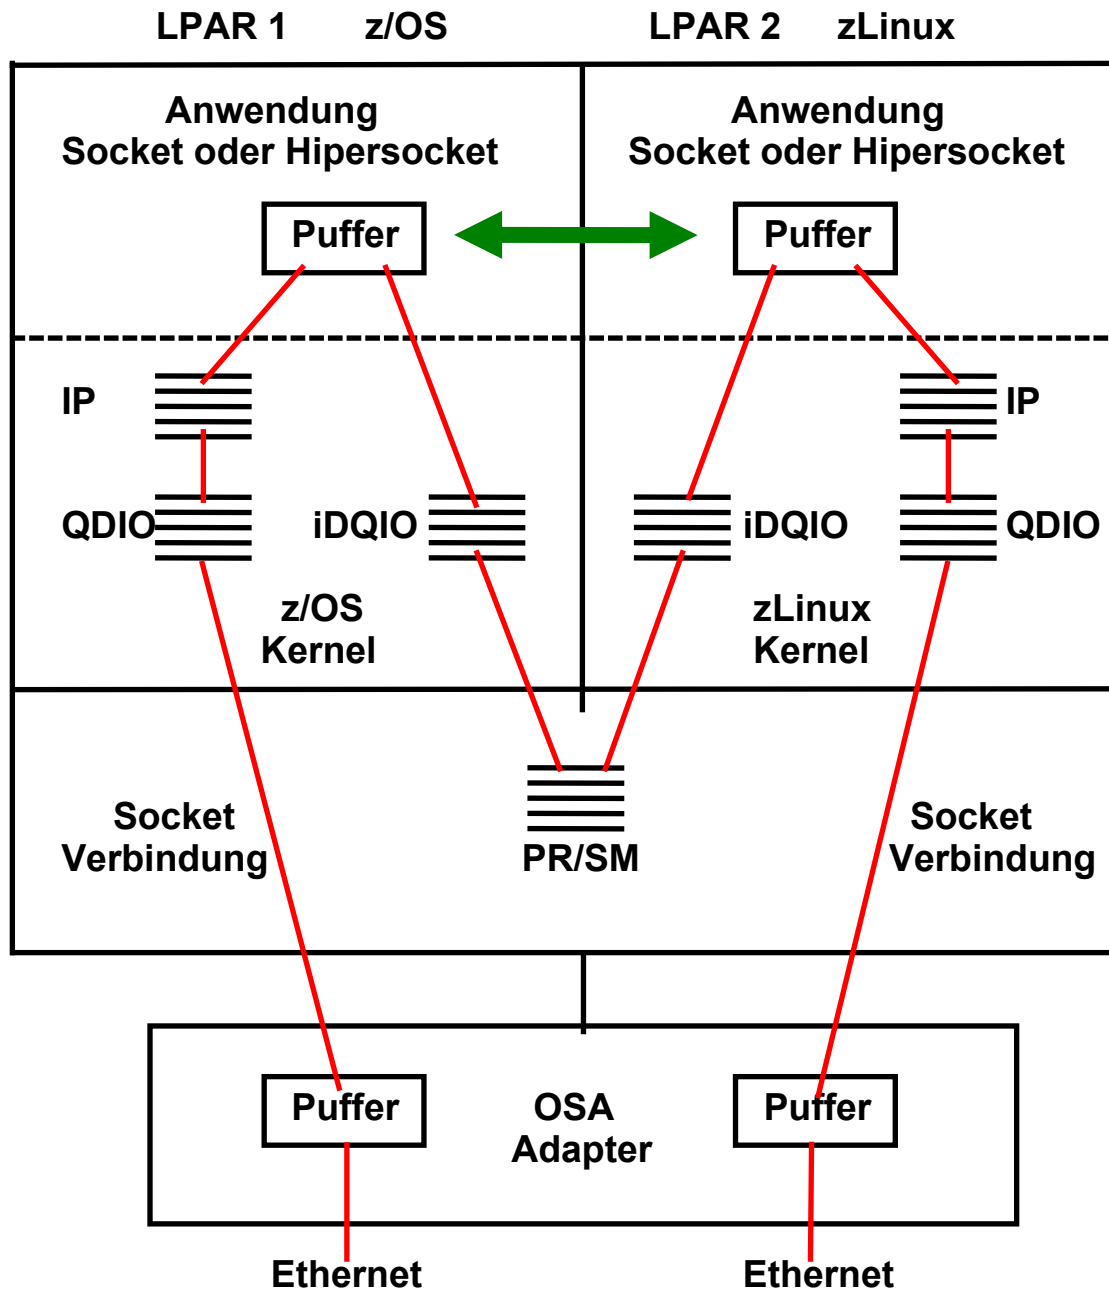 LPAR 1 z/OS LPAR 2 zLinux
Anwendung
Socket oder Hipersocket
Anwendung
Socket oder Hipersocket
Puffer
Puffer
IP
IP
QDIO
iDQIO
iDQIO
QDIO
z/OS
Kernel
zLinux
Kernel
Socket
Verbindung
PR/SM
Socket
Verbindung
Puffer
OSA
Adapter
Puffer
Ethernet
Ethernet